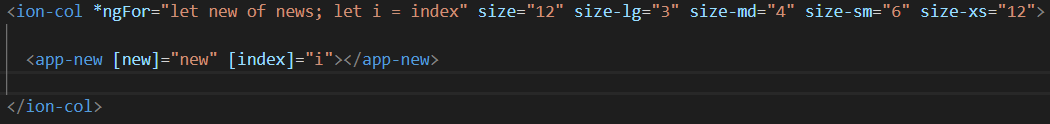 <ion-col *ngFor="let new of news; let i = index" size="12" size-lg="3" size-md="4" size-sm="6" size-xs="12">
<app-new [new]="new" [index]="i"></app-new>
</ion-col>